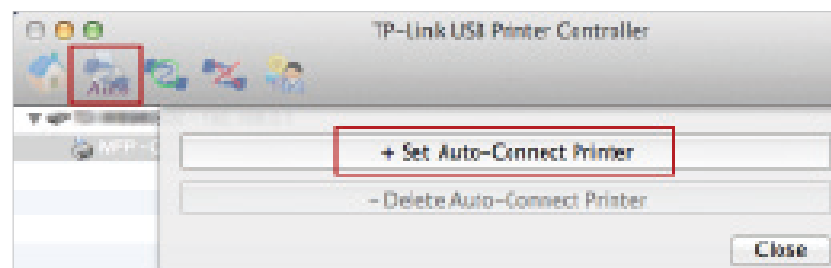 TP-Link USB Printer Controller
Auto
+ Set Auto-Connect Printer
- Delete Auto-Connect Printer
Close